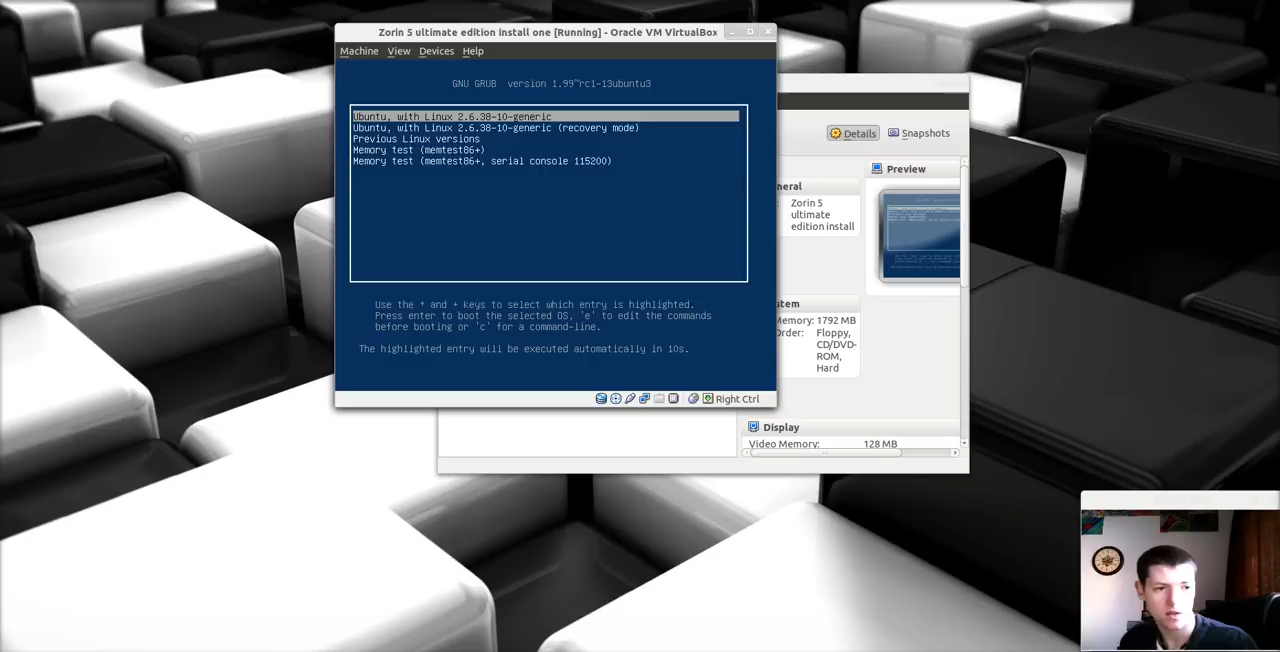 Zorin 5 ultimate edition install one [Running] - Oracle VM VirtualBox
Machine View Devices Help
GNU GRUB version 1.99~rc1-13ubuntu3
Ubuntu, with Linux 2.6.38-10-generic
Ubuntu, with Linux 2.6.38-10-generic (recovery mode)
Previous Linux versions
Memory test (memtest86+)
Memory test (memtest86+, serial console 115200)
Use the ↑ and ↓ keys to select which entry is highlighted.
Press enter to boot the selected OS, 'e' to edit the commands
before booting or 'c' for a command-line.
The highlighted entry will be executed automatically in 10s.
Right Ctrl
Details Snapshots
Preview
neral
Zorin 5
ultimate
edition install
stem
Memory: 1792 MB
Order: Floppy,
CD/DVD-
ROM,
Hard
Display
Video Memory: 128 MB